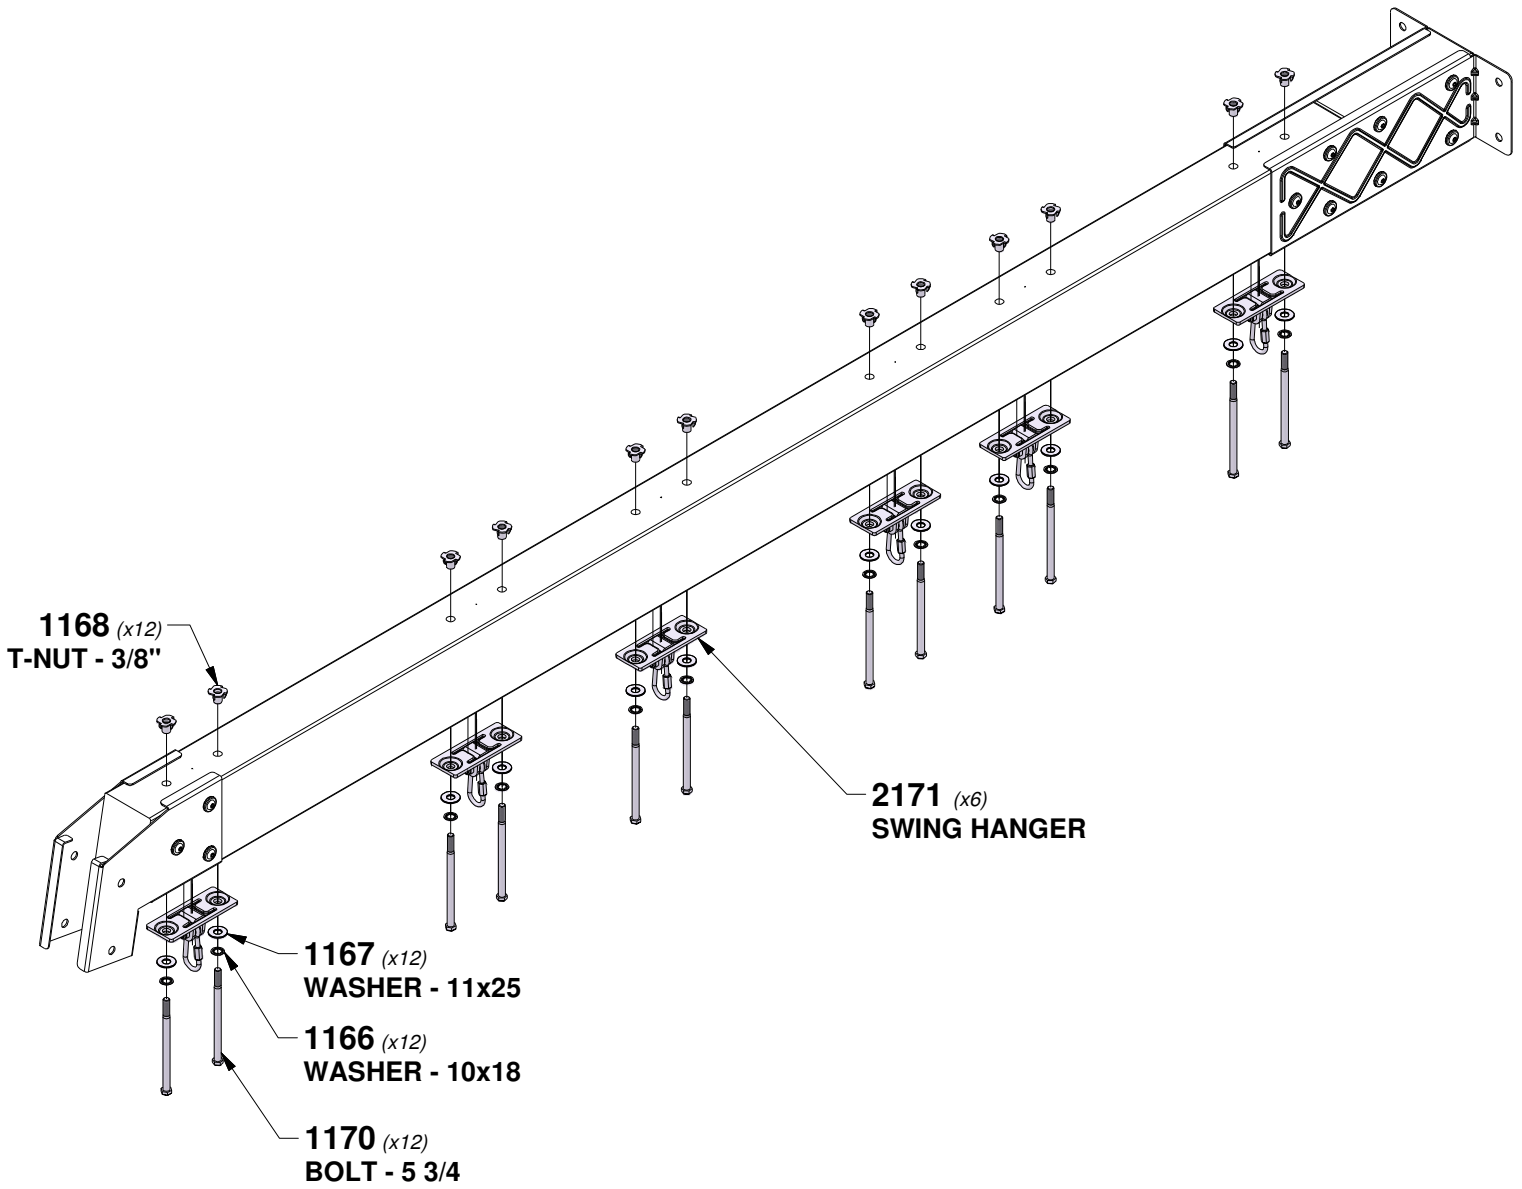 1168 (x12)
T-NUT - 3/8"
2171 (x6)
SWING HANGER
1167 (x12)
WASHER - 11x25
1166 (x12)
WASHER - 10x18
1170 (x12)
BOLT - 5 3/4